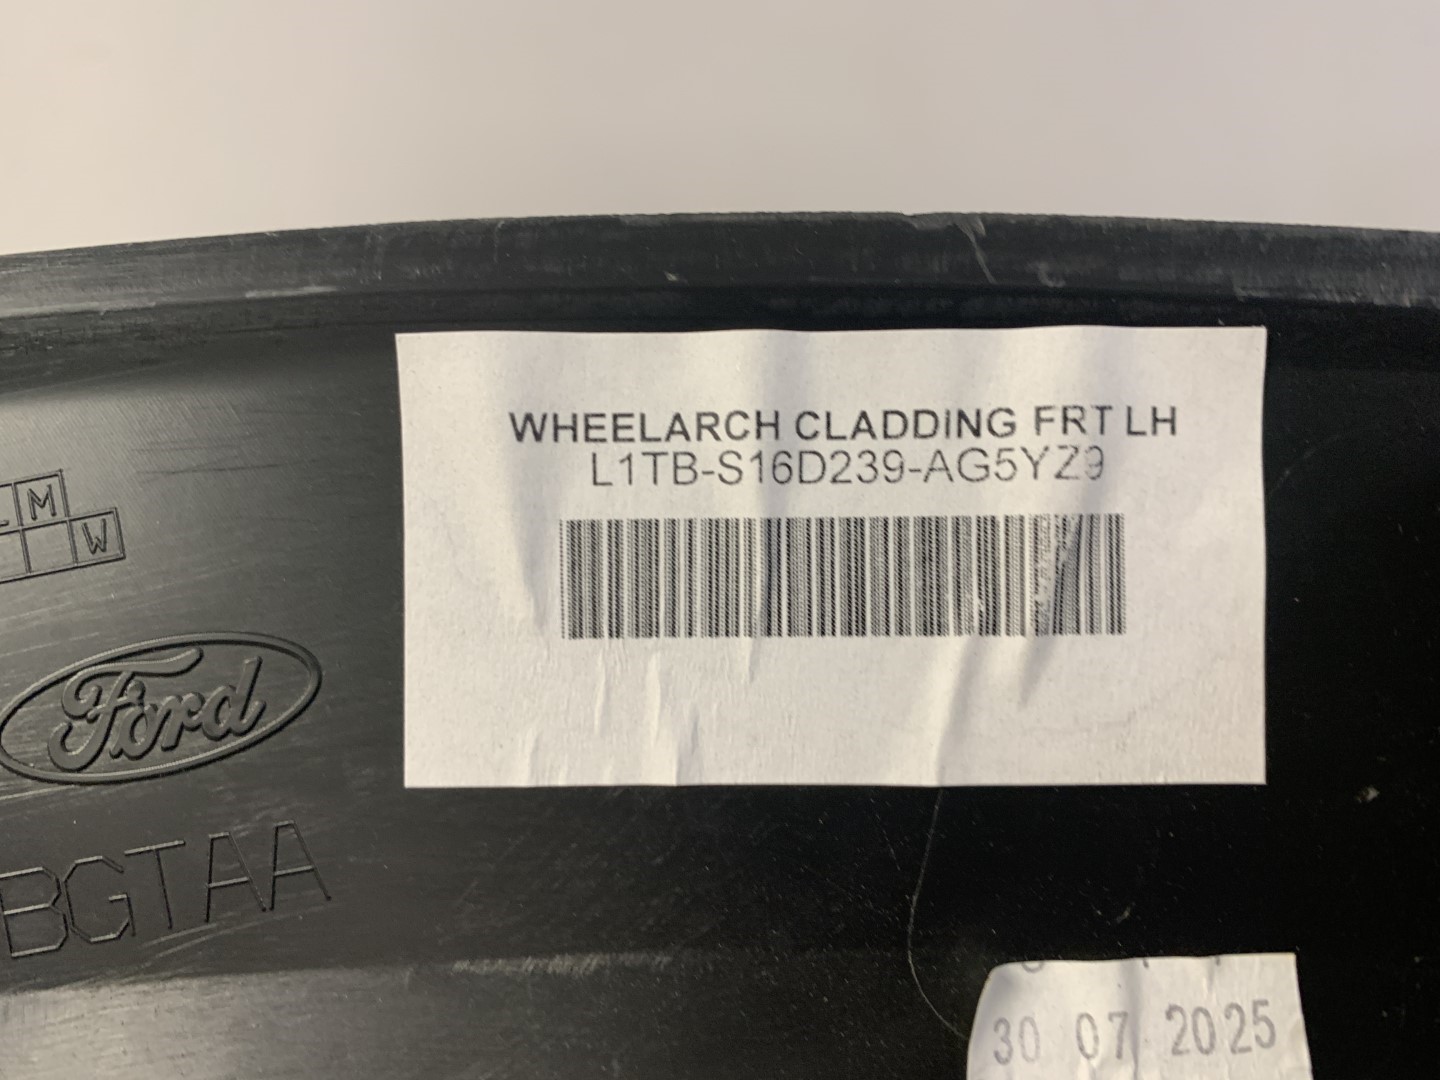 WHEELARCH CLADDING FRT LH
L1TB-S16D239-AG5YZ9
M
W
Ford
BGTAA
30 07 2025